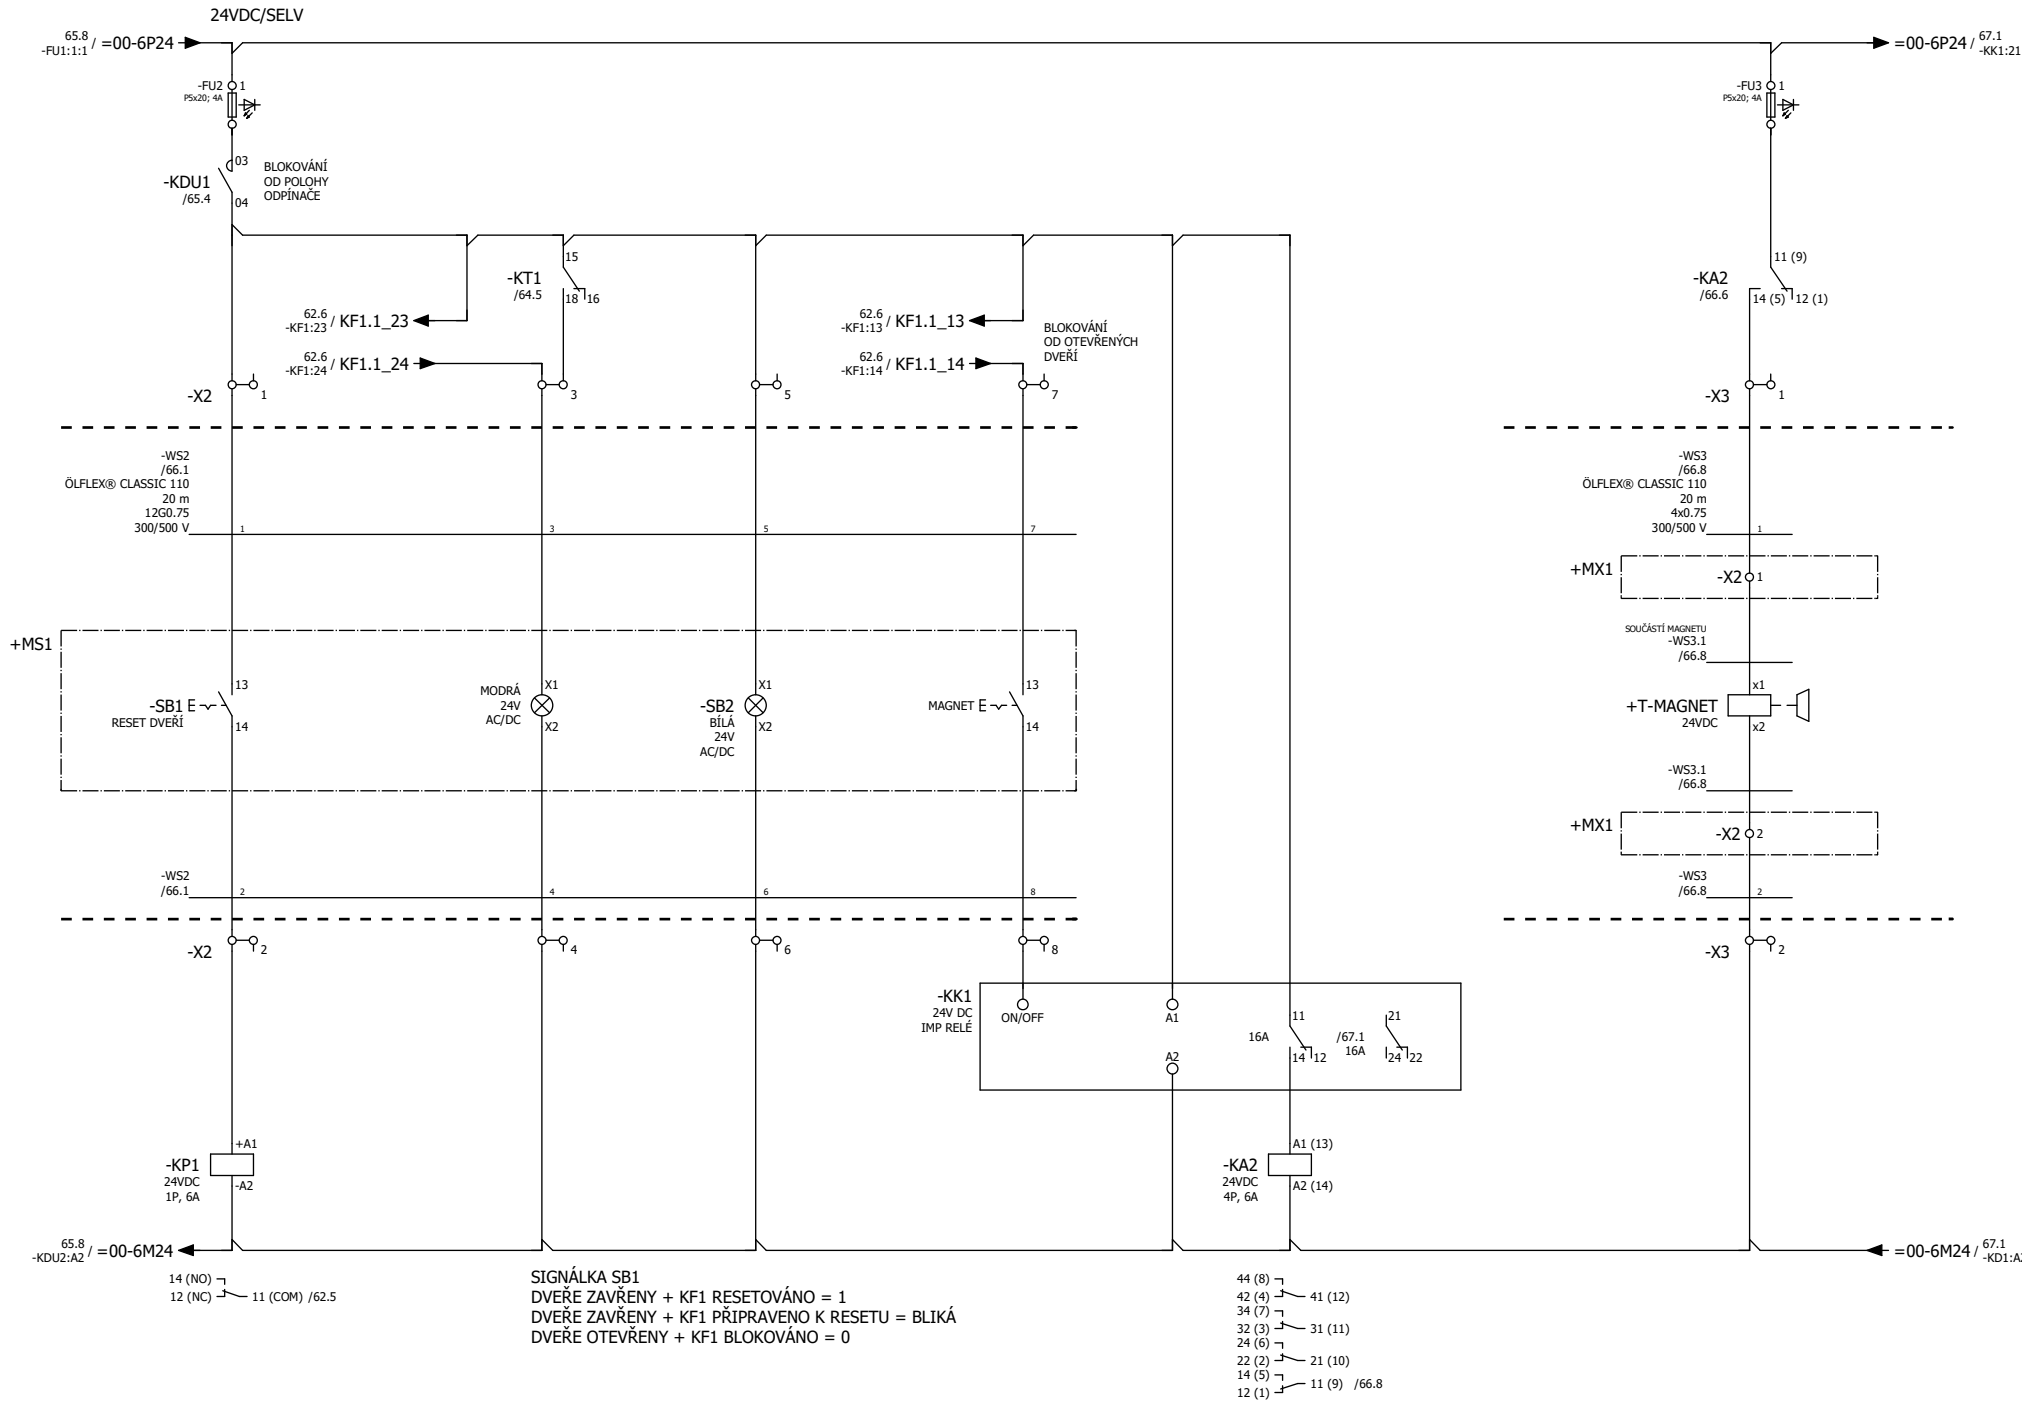 24VDC/SELV
65.8
-FU1:1:1 / =00-6P24
=00-6P24 / 67.1
-KK1:21
-FU2 1
P5x20; 4A
-FU3 1
P5x20; 4A
03
-KDU1
/65.4
04
BLOKOVÁNÍ
OD POLOHY
ODPÍNAČE
15
-KT1
/64.5
18 16
11 (9)
-KA2
/66.6
14 (5) 12 (1)
62.6
-KF1:23 / KF1.1_23
62.6
-KF1:13 / KF1.1_13
BLOKOVÁNÍ
OD OTEVŘENÝCH
DVEŘÍ
62.6
-KF1:24 / KF1.1_24
62.6
-KF1:14 / KF1.1_14
-X2 1 3 5 7
-X3 1
-WS2
/66.1
ÖLFLEX® CLASSIC 110
20 m
12G0.75
300/500 V
1 3 5 7
-WS3
/66.8
ÖLFLEX® CLASSIC 110
20 m
4x0.75
300/500 V
1
+MX1 -X2 1
SOUČÁSTÍ MAGNETU
-WS3.1
/66.8
+MS1
13
-SB1
RESET DVEŘÍ
14
MODRÁ
24V
AC/DC
X1
X2
-SB2
BÍLÁ
24V
AC/DC
X1
X2
MAGNET
13
14
x1
+T-MAGNET
24VDC
x2
-WS3.1
/66.8
+MX1 -X2 2
-WS2
/66.1
2 4 6 8
-WS3
/66.8
2
-X2 2 4 6 8
-X3 2
-KK1
24V DC
IMP RELÉ
ON/OFF
A1
A2
16A
11
14 12
/67.1
16A
21
24 22
+A1
-KP1
24VDC
1P, 6A
-A2
A1 (13)
-KA2
24VDC
4P, 6A
A2 (14)
65.8
-KDU2:A2 / =00-6M24
=00-6M24 / 67.1
-KD1:A2
14 (NO)
12 (NC) 11 (COM) /62.5
SIGNÁLKA SB1
DVEŘE ZAVŘENY + KF1 RESETOVÁNO = 1
DVEŘE ZAVŘENY + KF1 PŘIPRAVENO K RESETU = BLIKÁ
DVEŘE OTEVŘENY + KF1 BLOKOVÁNO = 0
44 (8)
42 (4) 41 (12)
34 (7)
32 (3) 31 (11)
24 (6)
22 (2) 21 (10)
14 (5)
12 (1) 11 (9) /66.8